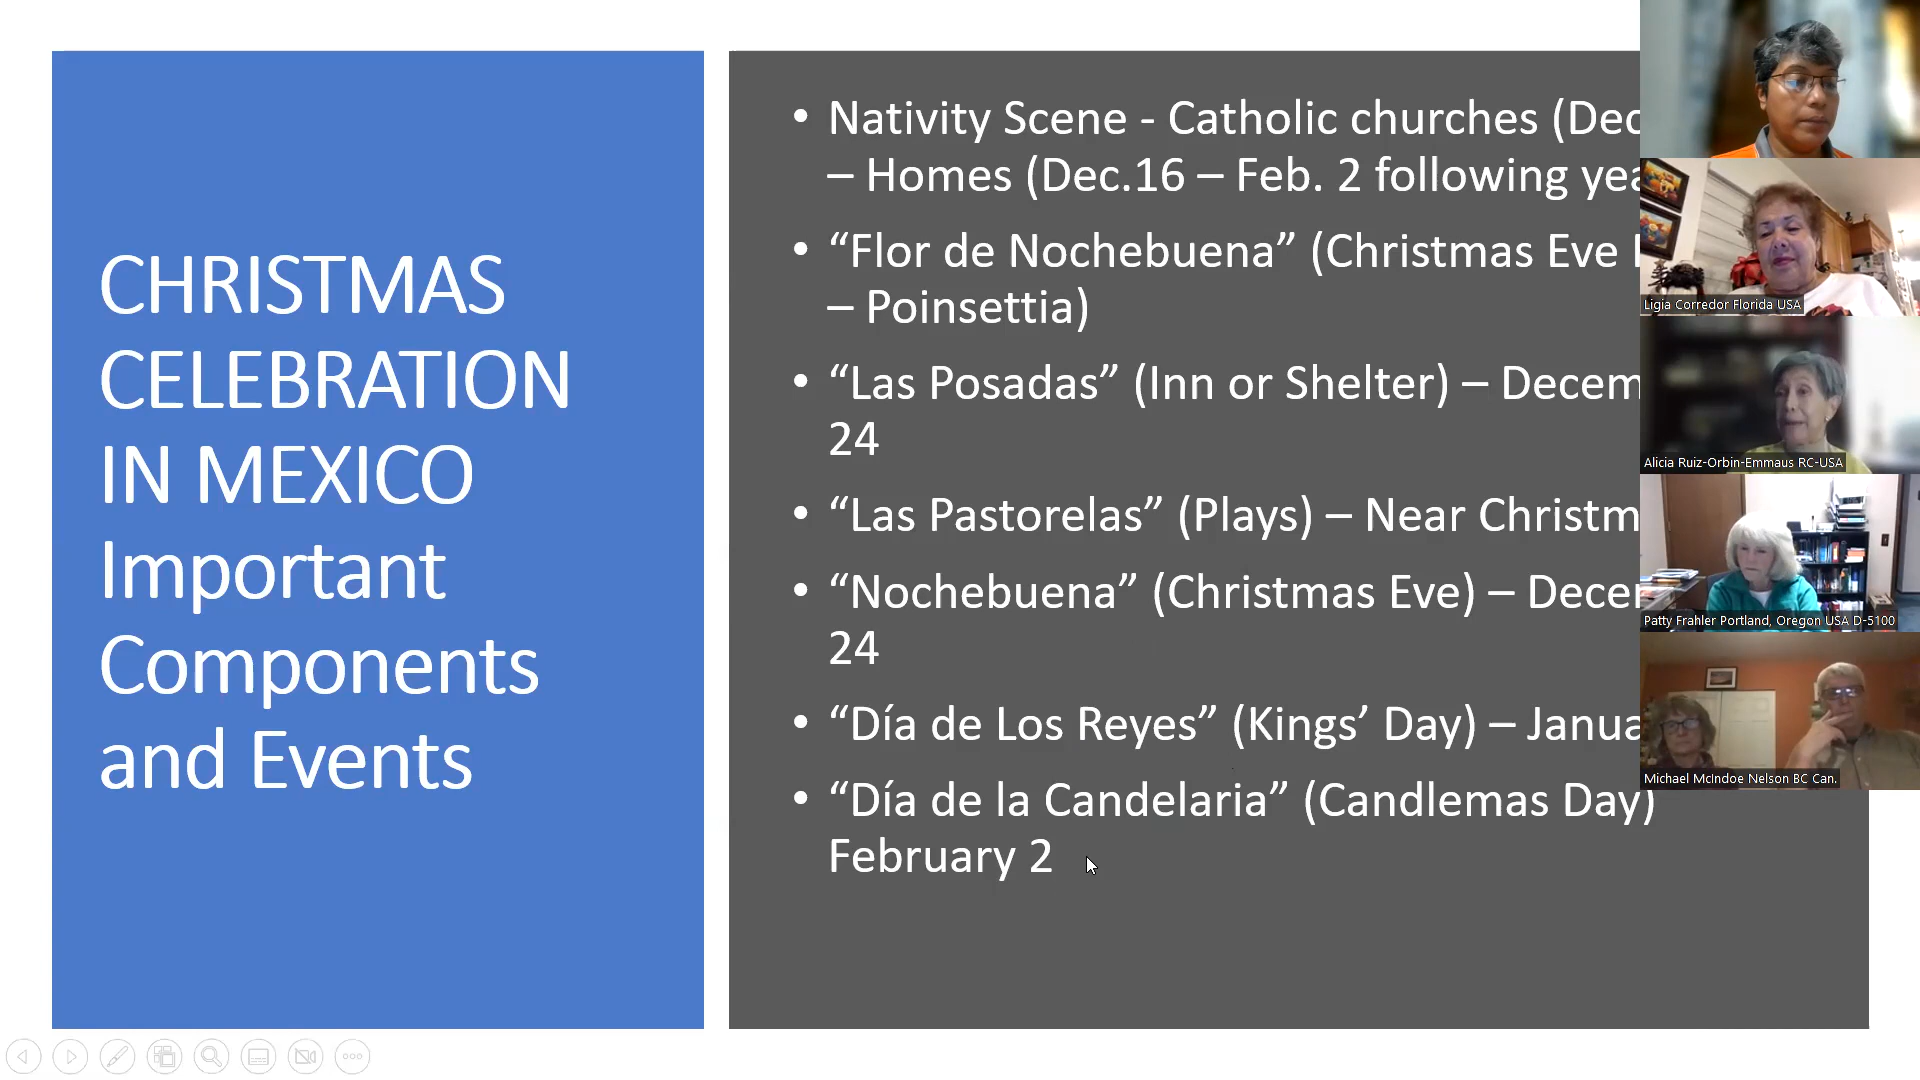 CHRISTMAS
CELEBRATION
IN MEXICO
Important
Components
and Events
• Nativity Scene - Catholic churches (Dec
– Homes (Dec.16 – Feb. 2 following yea
• “Flor de Nochebuena” (Christmas Eve
– Poinsettia)
• “Las Posadas” (Inn or Shelter) – Decem
24
• “Las Pastorelas” (Plays) – Near Christm
• “Nochebuena” (Christmas Eve) – Decem
24
• “Día de Los Reyes” (Kings’ Day) – Janua
• “Día de la Candelaria” (Candlemas Day)
February 2
Ligia Corredor Florida USA
Alicia Ruiz-Orbin-Emmaus RC-USA
Patty Frahler Portland, Oregon USA D-5100
Michael McIndoe Nelson BC Can.